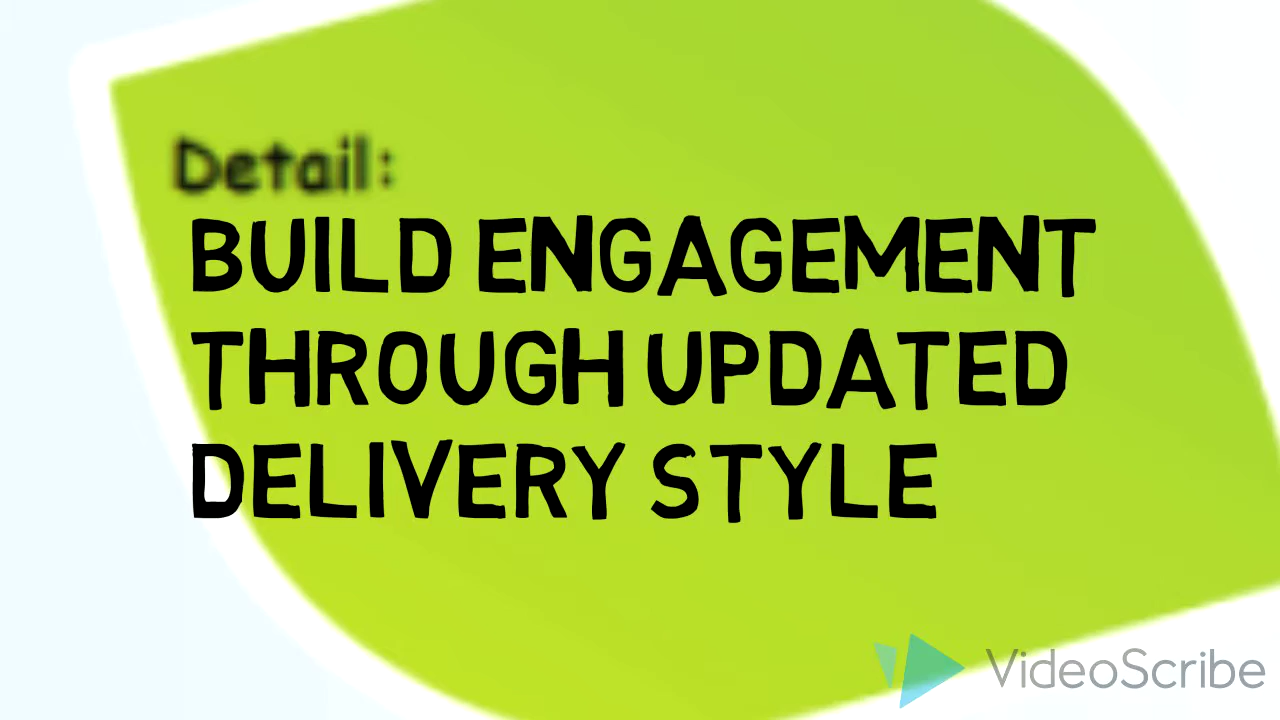 Detail:
BUILD ENGAGEMENT
THROUGH UPDATED
DELIVERY STYLE
VideoScribe